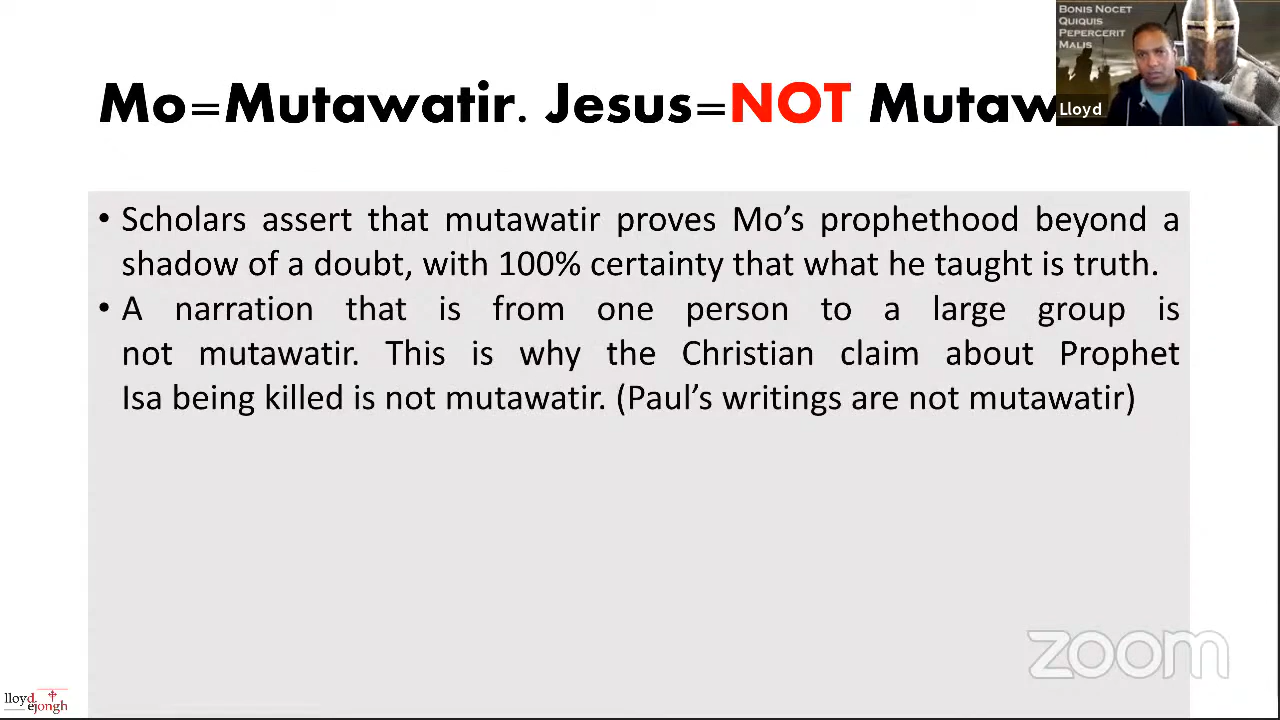 Bonis Nocet
Quiquis
Pepercerit
Malis
Lloyd
Mo=Mutawatir. Jesus=NOT Mutaw
• Scholars assert that mutawatir proves Mo’s prophethood beyond a
shadow of a doubt, with 100% certainty that what he taught is truth.
• A narration that is from one person to a large group is
not mutawatir. This is why the Christian claim about Prophet
Isa being killed is not mutawatir. (Paul’s writings are not mutawatir)
zoom
lloyd
ejongh